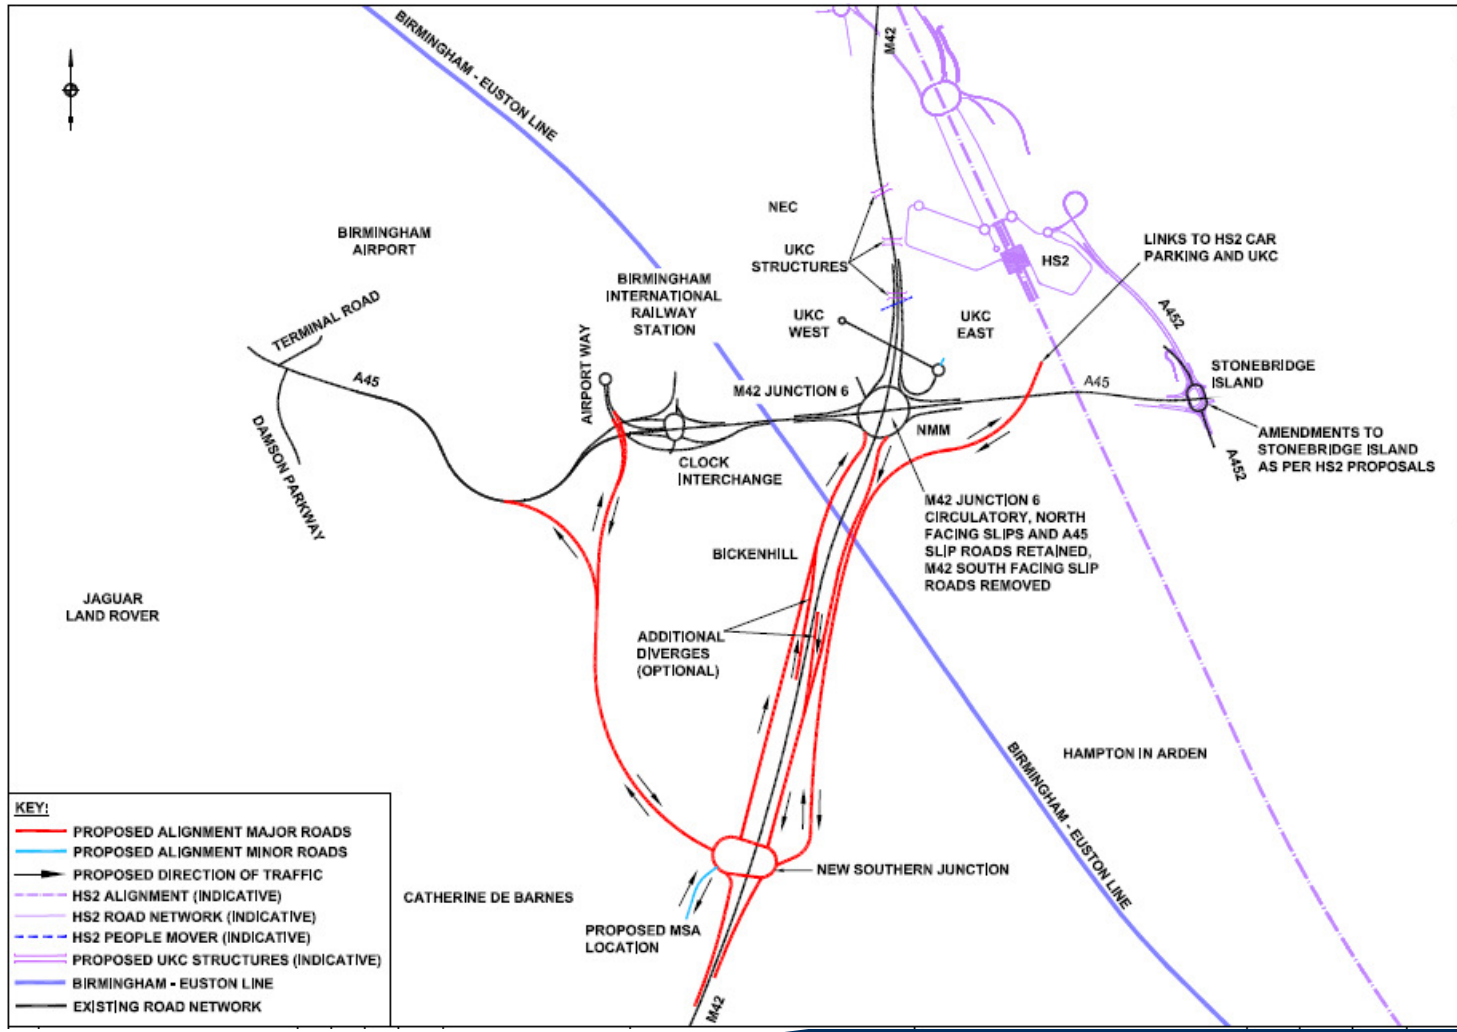 BIRMINGHAM - EUSTON LINE
M42
NEC
BIRMINGHAM
AIRPORT
UKC
STRUCTURES
HS2
LINKS TO HS2 CAR
PARKING AND UKC
BIRMINGHAM
INTERNATIONAL
RAILWAY
STATION
TERMINAL ROAD
UKC
WEST
UKC
EAST
A452
A45
AIRPORT WAY
M42 JUNCTION 6
A45
STONEBRIDGE
ISLAND
DAMSON PARKWAY
NMM
CLOCK
INTERCHANGE
A452
AMENDMENTS TO
STONEBRIDGE ISLAND
AS PER HS2 PROPOSALS
M42 JUNCTION 6
CIRCULATORY, NORTH
FACING SLIPS AND A45
SLIP ROADS RETAINED,
M42 SOUTH FACING SLIP
ROADS REMOVED
BICKENHILL
JAGUAR
LAND ROVER
ADDITIONAL
DIVERGES
(OPTIONAL)
HAMPTON IN ARDEN
BIRMINGHAM - EUSTON LINE
NEW SOUTHERN JUNCTION
CATHERINE DE BARNES
PROPOSED MSA
LOCATION
M42
KEY:
PROPOSED ALIGNMENT MAJOR ROADS
PROPOSED ALIGNMENT MINOR ROADS
PROPOSED DIRECTION OF TRAFFIC
HS2 ALIGNMENT (INDICATIVE)
HS2 ROAD NETWORK (INDICATIVE)
HS2 PEOPLE MOVER (INDICATIVE)
PROPOSED UKC STRUCTURES (INDICATIVE)
BIRMINGHAM - EUSTON LINE
EXISTING ROAD NETWORK